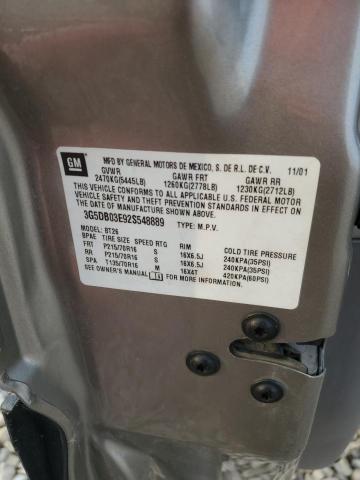 GM
MFD BY GENERAL MOTORS DE MEXICO, S. DE R.L. DE C.V. 11/01
GVWR GAWR FRT GAWR RR
2470KG(5445LB) 1260KG(2778LB) 1230KG(2712LB)
THIS VEHICLE CONFORMS TO ALL APPLICABLE U.S. FEDERAL MOTOR
VEHICLE SAFETY AND THEFT PREVENTION STANDARDS IN EFFECT ON
THE DATE OF MANUFACTURE SHOWN ABOVE.
3G5DB03E92S548889 TYPE: M.P.V.
MODEL: BT26
BPAE TIRE SIZE SPEED RTG RIM COLD TIRE PRESSURE
FRT P215/70R16 S 16X6.5J 240KPA(35PSI)
RR P215/70R16 S 16X6.5J 240KPA(35PSI)
SPA T135/70R16 M 16X4T 420KPA(60PSI)
SEE OWNER'S MANUAL FOR MORE INFORMATION.